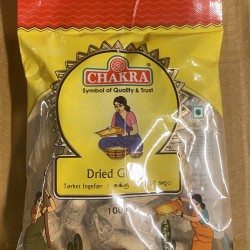 CHAKRA
Symbol of Quality & Trust
Dried G
Tørket Ingefær
100